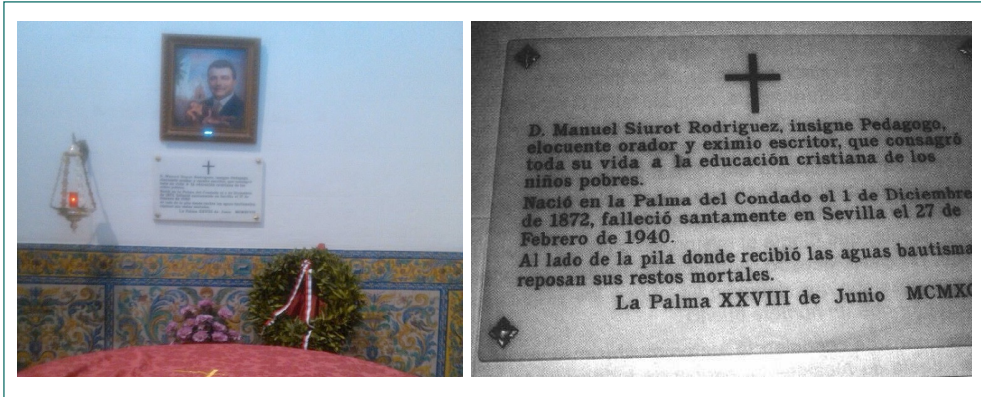 D. Manuel Siurot Rodriguez, insigne Pedagogo,
elocuente orador y eximio escritor, que consagró
toda su vida a la educación cristiana de los
niños pobres.
Nació en la Palma del Condado el 1 de Diciembre
de 1872, falleció santamente en Sevilla el 27 de
Febrero de 1940.
Al lado de la pila donde recibió las aguas bautisma
reposan sus restos mortales.
La Palma XXVIII de Junio MCMXC